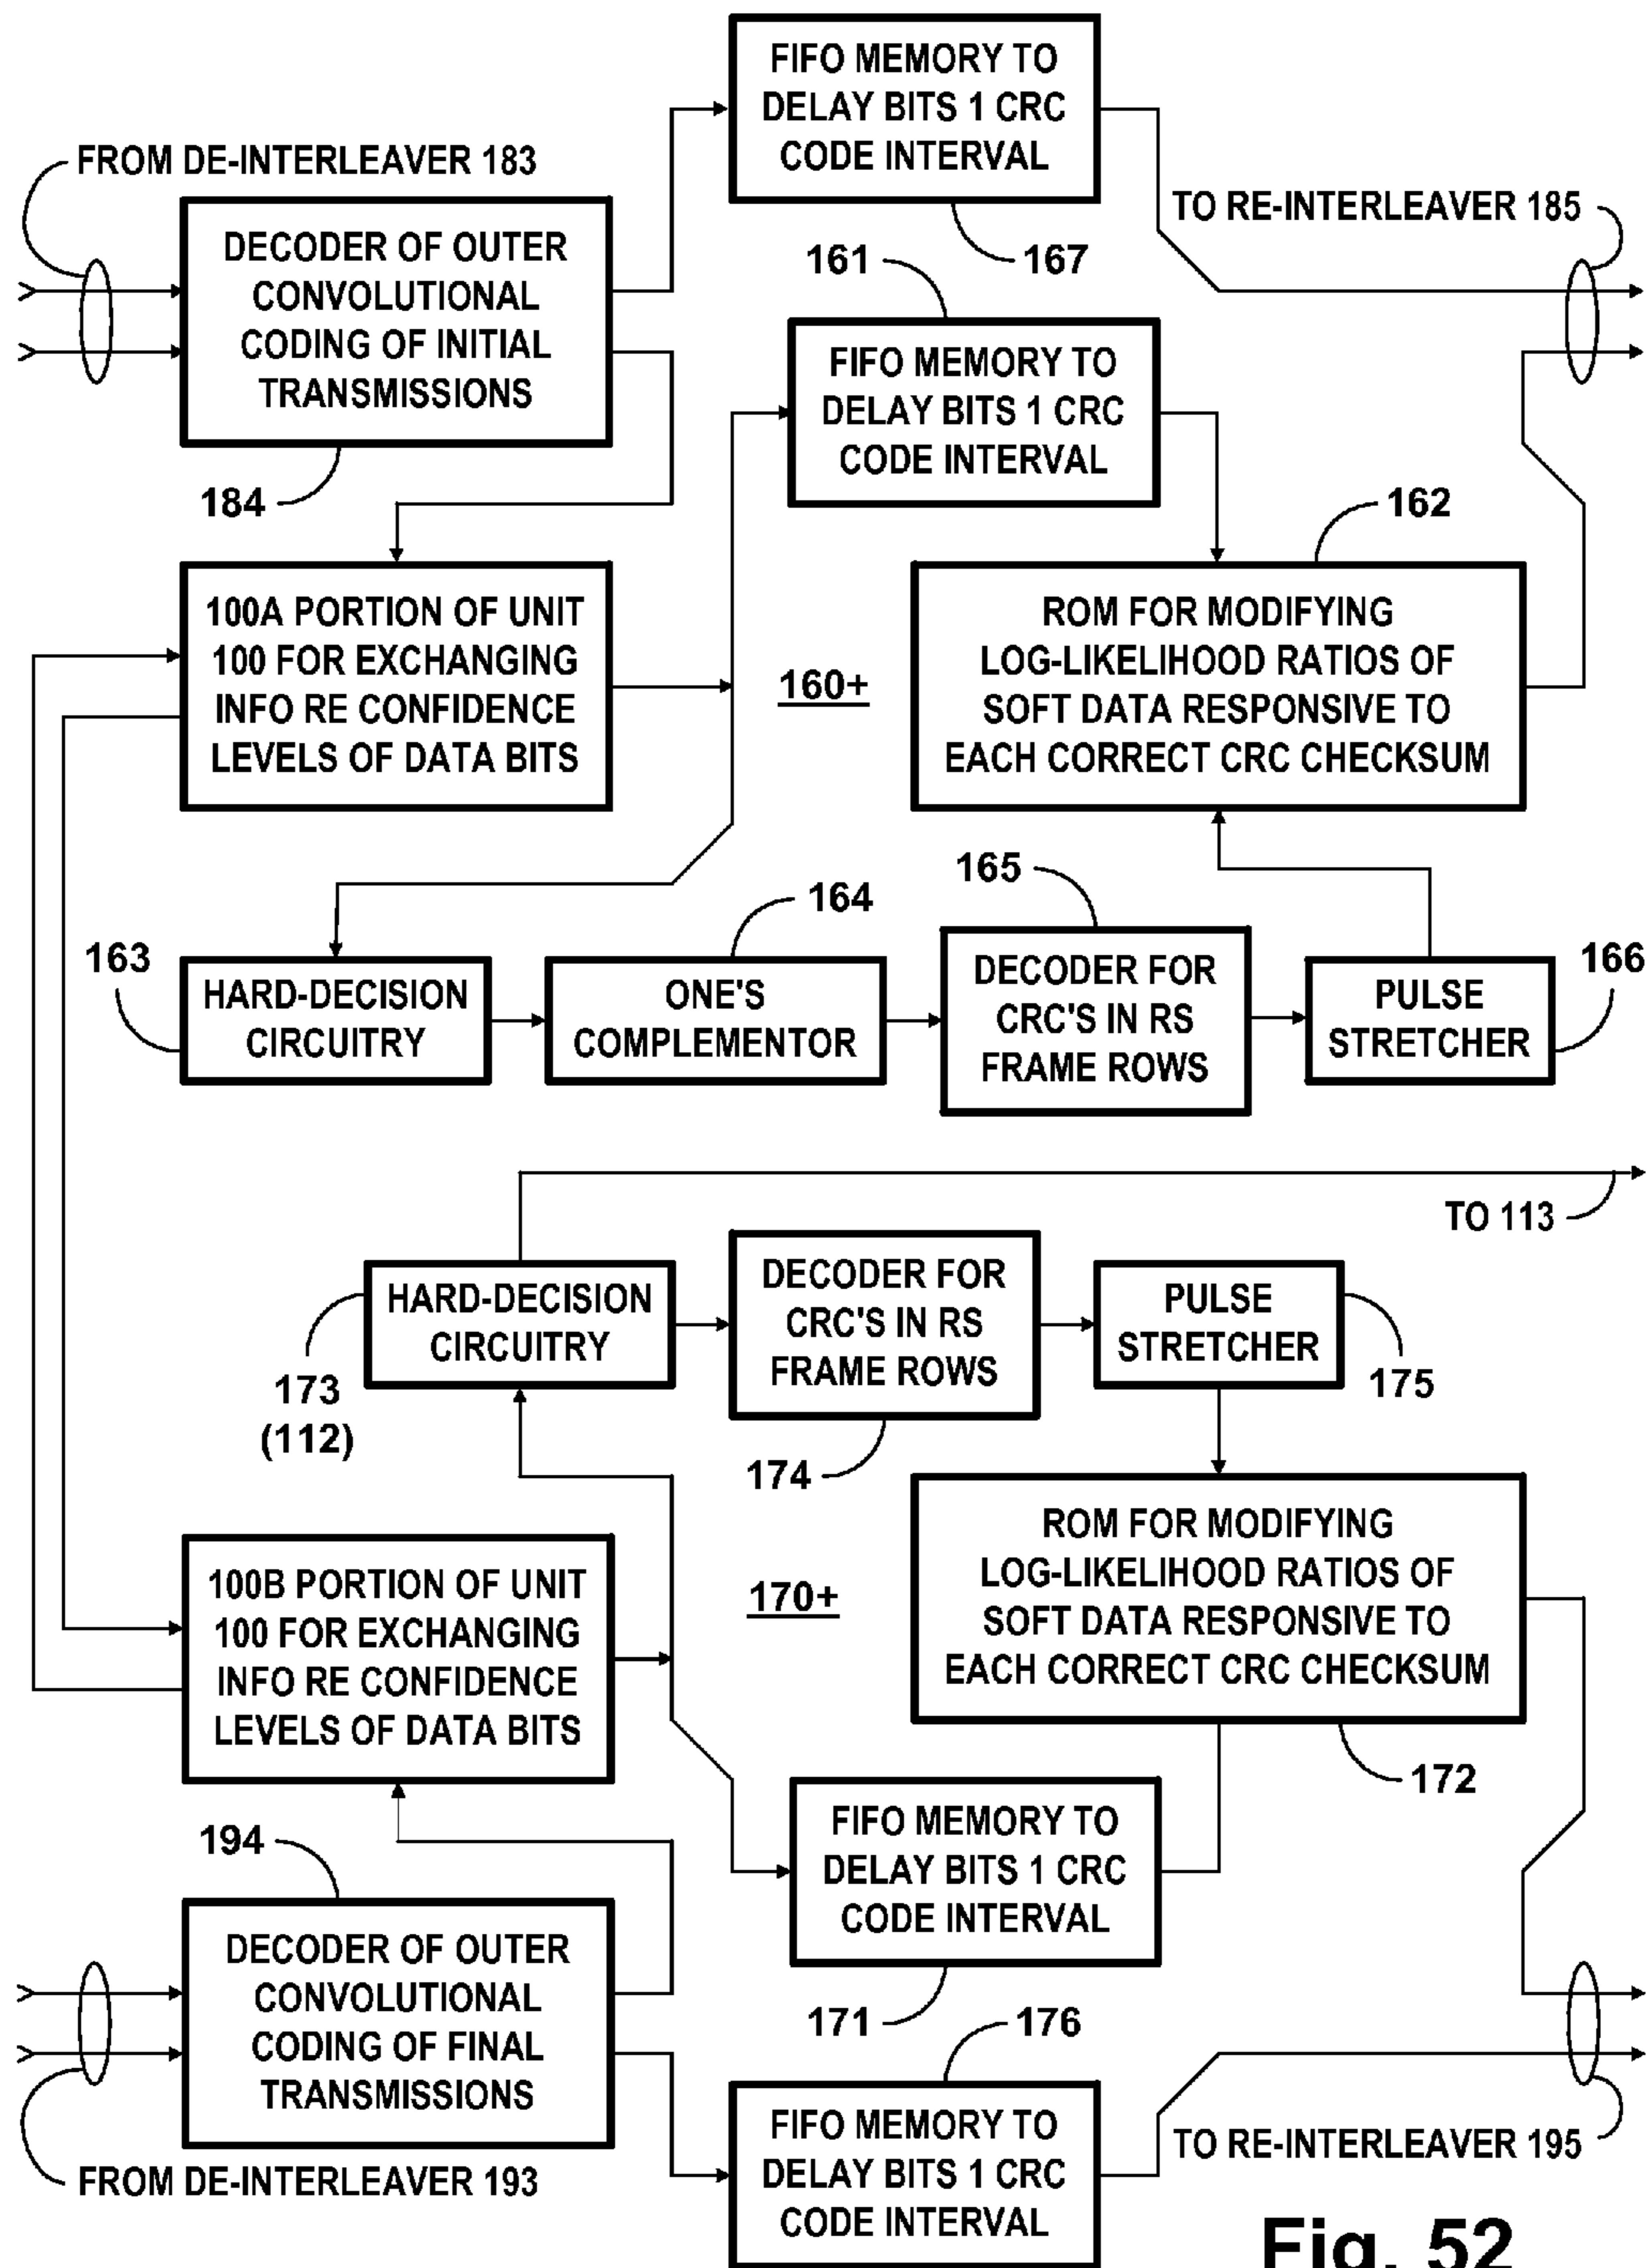 FIFO MEMORY TO
DELAY BITS 1 CRC
CODE INTERVAL
FROM DE-INTERLEAVER 183
TO RE-INTERLEAVER 185
DECODER OF OUTER
CONVOLUTIONAL
CODING OF INITIAL
TRANSMISSIONS
161
167
FIFO MEMORY TO
DELAY BITS 1 CRC
CODE INTERVAL
184
162
100A PORTION OF UNIT
100 FOR EXCHANGING
INFO RE CONFIDENCE
LEVELS OF DATA BITS
160+
ROM FOR MODIFYING
LOG-LIKELIHOOD RATIOS OF
SOFT DATA RESPONSIVE TO
EACH CORRECT CRC CHECKSUM
165
164
163
166
HARD-DECISION
CIRCUITRY
ONE'S
COMPLEMENTOR
DECODER FOR
CRC'S IN RS
FRAME ROWS
PULSE
STRETCHER
TO 113
HARD-DECISION
CIRCUITRY
DECODER FOR
CRC'S IN RS
FRAME ROWS
PULSE
STRETCHER
173
(112)
175
174
ROM FOR MODIFYING
LOG-LIKELIHOOD RATIOS OF
SOFT DATA RESPONSIVE TO
EACH CORRECT CRC CHECKSUM
100B PORTION OF UNIT
100 FOR EXCHANGING
INFO RE CONFIDENCE
LEVELS OF DATA BITS
170+
172
194
FIFO MEMORY TO
DELAY BITS 1 CRC
CODE INTERVAL
DECODER OF OUTER
CONVOLUTIONAL
CODING OF FINAL
TRANSMISSIONS
171
176
FROM DE-INTERLEAVER 193
FIFO MEMORY TO
DELAY BITS 1 CRC
CODE INTERVAL
TO RE-INTERLEAVER 195
Fig. 52